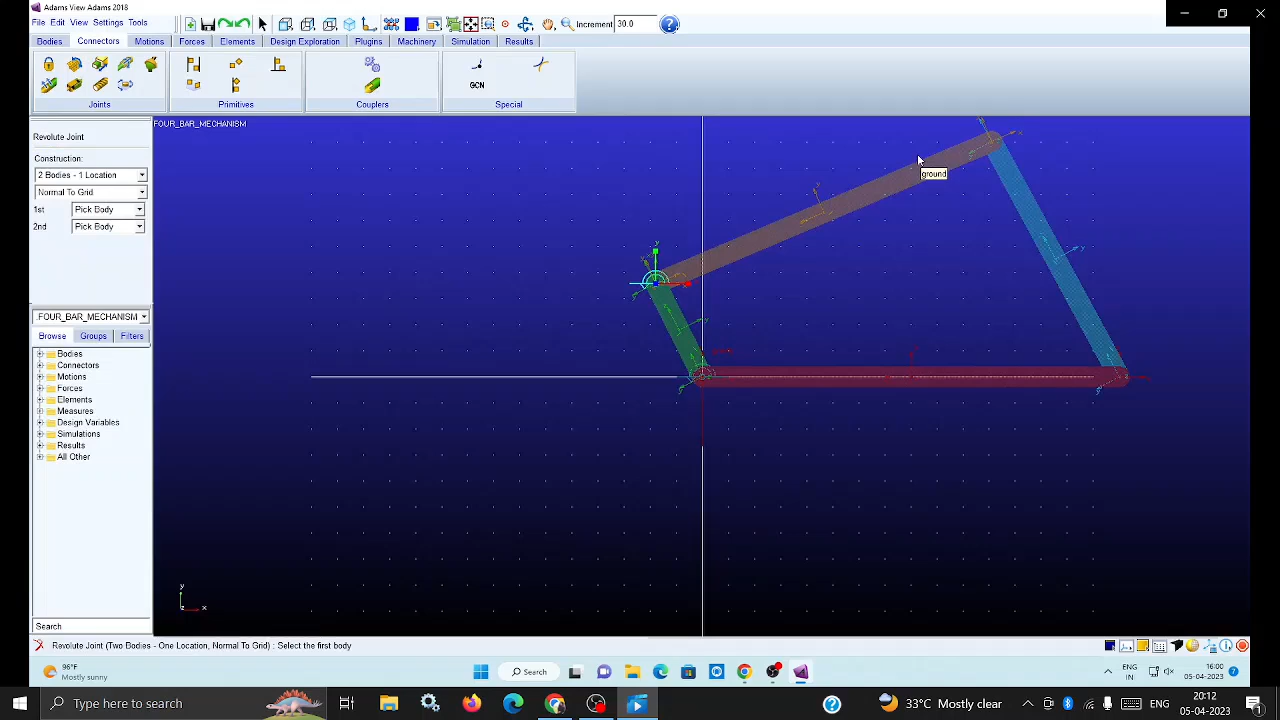 Adams View Adams 2018
File Edit View Settings Tools
Increment 30.0
Bodies Connectors Motions Forces Elements Design Exploration Plugins Machinery Simulation Results
GCN
Joints Primitives Couplers Special
Revolute Joint
Construction:
2 Bodies - 1 Location
Normal To Grid
1st Pick Body
2nd Pick Body
.FOUR_BAR_MECHANISM
Browse Groups Filters
Bodies
Connectors
Motions
Forces
Elements
Measures
Design Variables
Simulations
Results
All Other
Search
FOUR_BAR_MECHANISM
ground
y
y
x
Revolute Joint (Two Bodies - One Location, Normal To Grid) : Select the first body
96°F
Mostly sunny
Search
ENG
IN
16:00
05-04-2023
Type here to search
33°C Mostly clear
ENG
20:12
05-04-2023